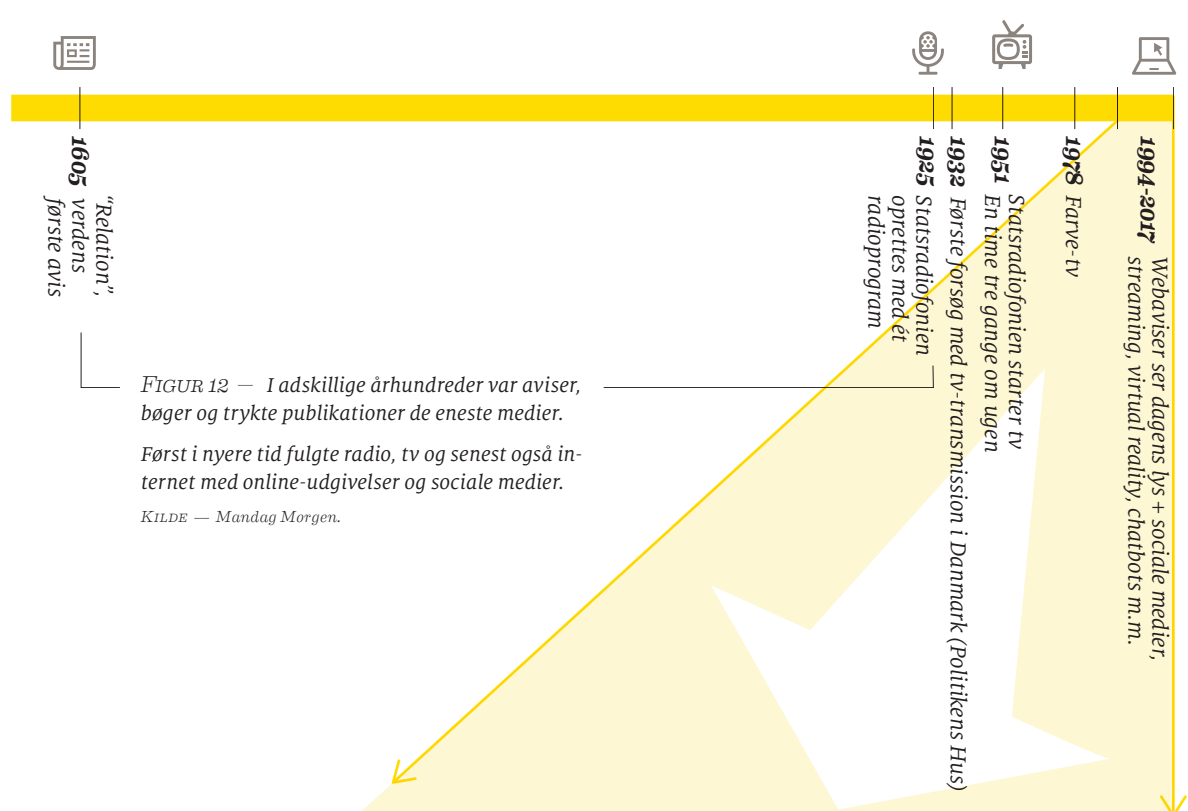 1605
"Relation",
verdens
første avis
1925
Statsradiofonien
oprettes med ét
radioprogram
1932 Første forsøg med tv-transmission i Danmark (Politikens Hus)
1951
Statsradiofonien starter tv
En time tre gange om ugen
1978 Farve-tv
1994-2017
Webaviser ser dagens lys + sociale medier,
streaming, virtual reality, chatbots m.m.
FIGUR 12 — I adskillige århundreder var aviser,
bøger og trykte publikationer de eneste medier.
Først i nyere tid fulgte radio, tv og senest også in-
ternet med online-udgivelser og sociale medier.
KILDE — Mandag Morgen.